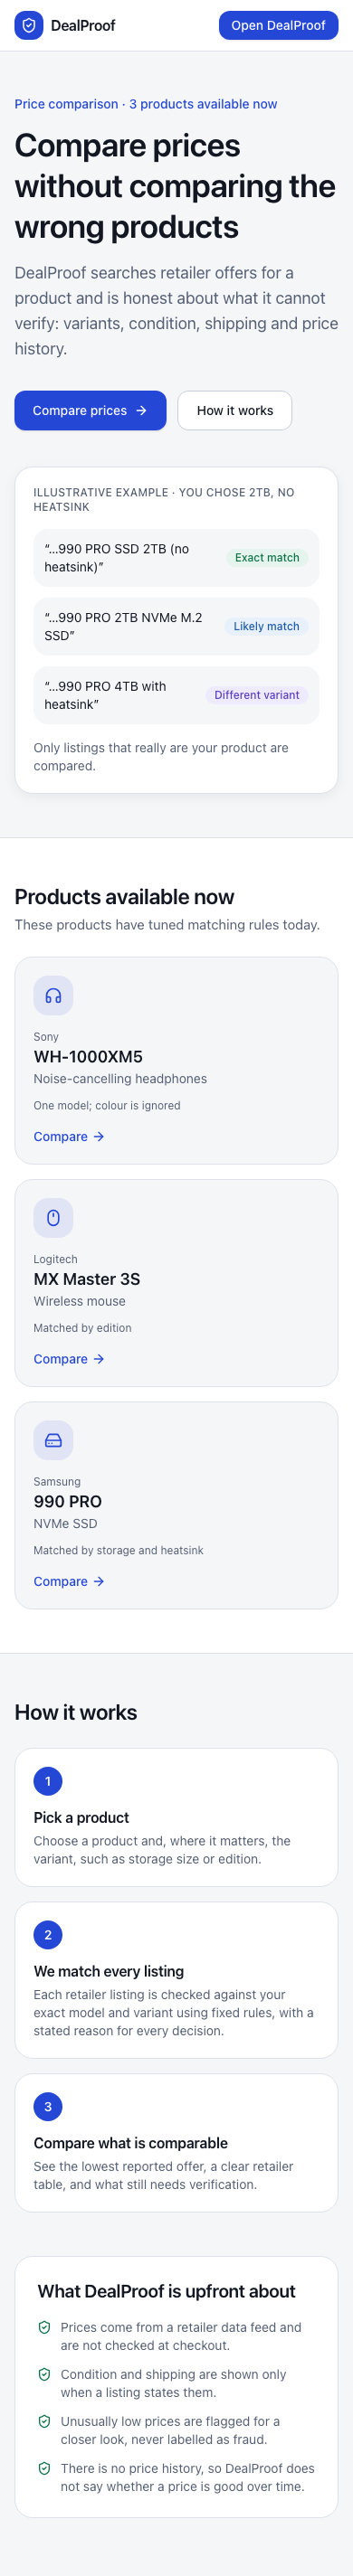 DealProof
Open DealProof
Price comparison · 3 products available now
Compare prices
without comparing the
wrong products
DealProof searches retailer offers for a
product and is honest about what it cannot
verify: variants, condition, shipping and price
history.
Compare prices →
How it works
ILLUSTRATIVE EXAMPLE · YOU CHOSE 2TB, NO
HEATSINK
“…990 PRO SSD 2TB (no
heatsink)”
Exact match
“…990 PRO 2TB NVMe M.2
SSD”
Likely match
“…990 PRO 4TB with
heatsink”
Different variant
Only listings that really are your product are
compared.
Products available now
These products have tuned matching rules today.
Sony
WH-1000XM5
Noise-cancelling headphones
One model; colour is ignored
Compare →
Logitech
MX Master 3S
Wireless mouse
Matched by edition
Compare →
Samsung
990 PRO
NVMe SSD
Matched by storage and heatsink
Compare →
How it works
1
Pick a product
Choose a product and, where it matters, the
variant, such as storage size or edition.
2
We match every listing
Each retailer listing is checked against your
exact model and variant using fixed rules, with a
stated reason for every decision.
3
Compare what is comparable
See the lowest reported offer, a clear retailer
table, and what still needs verification.
What DealProof is upfront about
Prices come from a retailer data feed and
are not checked at checkout.
Condition and shipping are shown only
when a listing states them.
Unusually low prices are flagged for a
closer look, never labelled as fraud.
There is no price history, so DealProof does
not say whether a price is good over time.